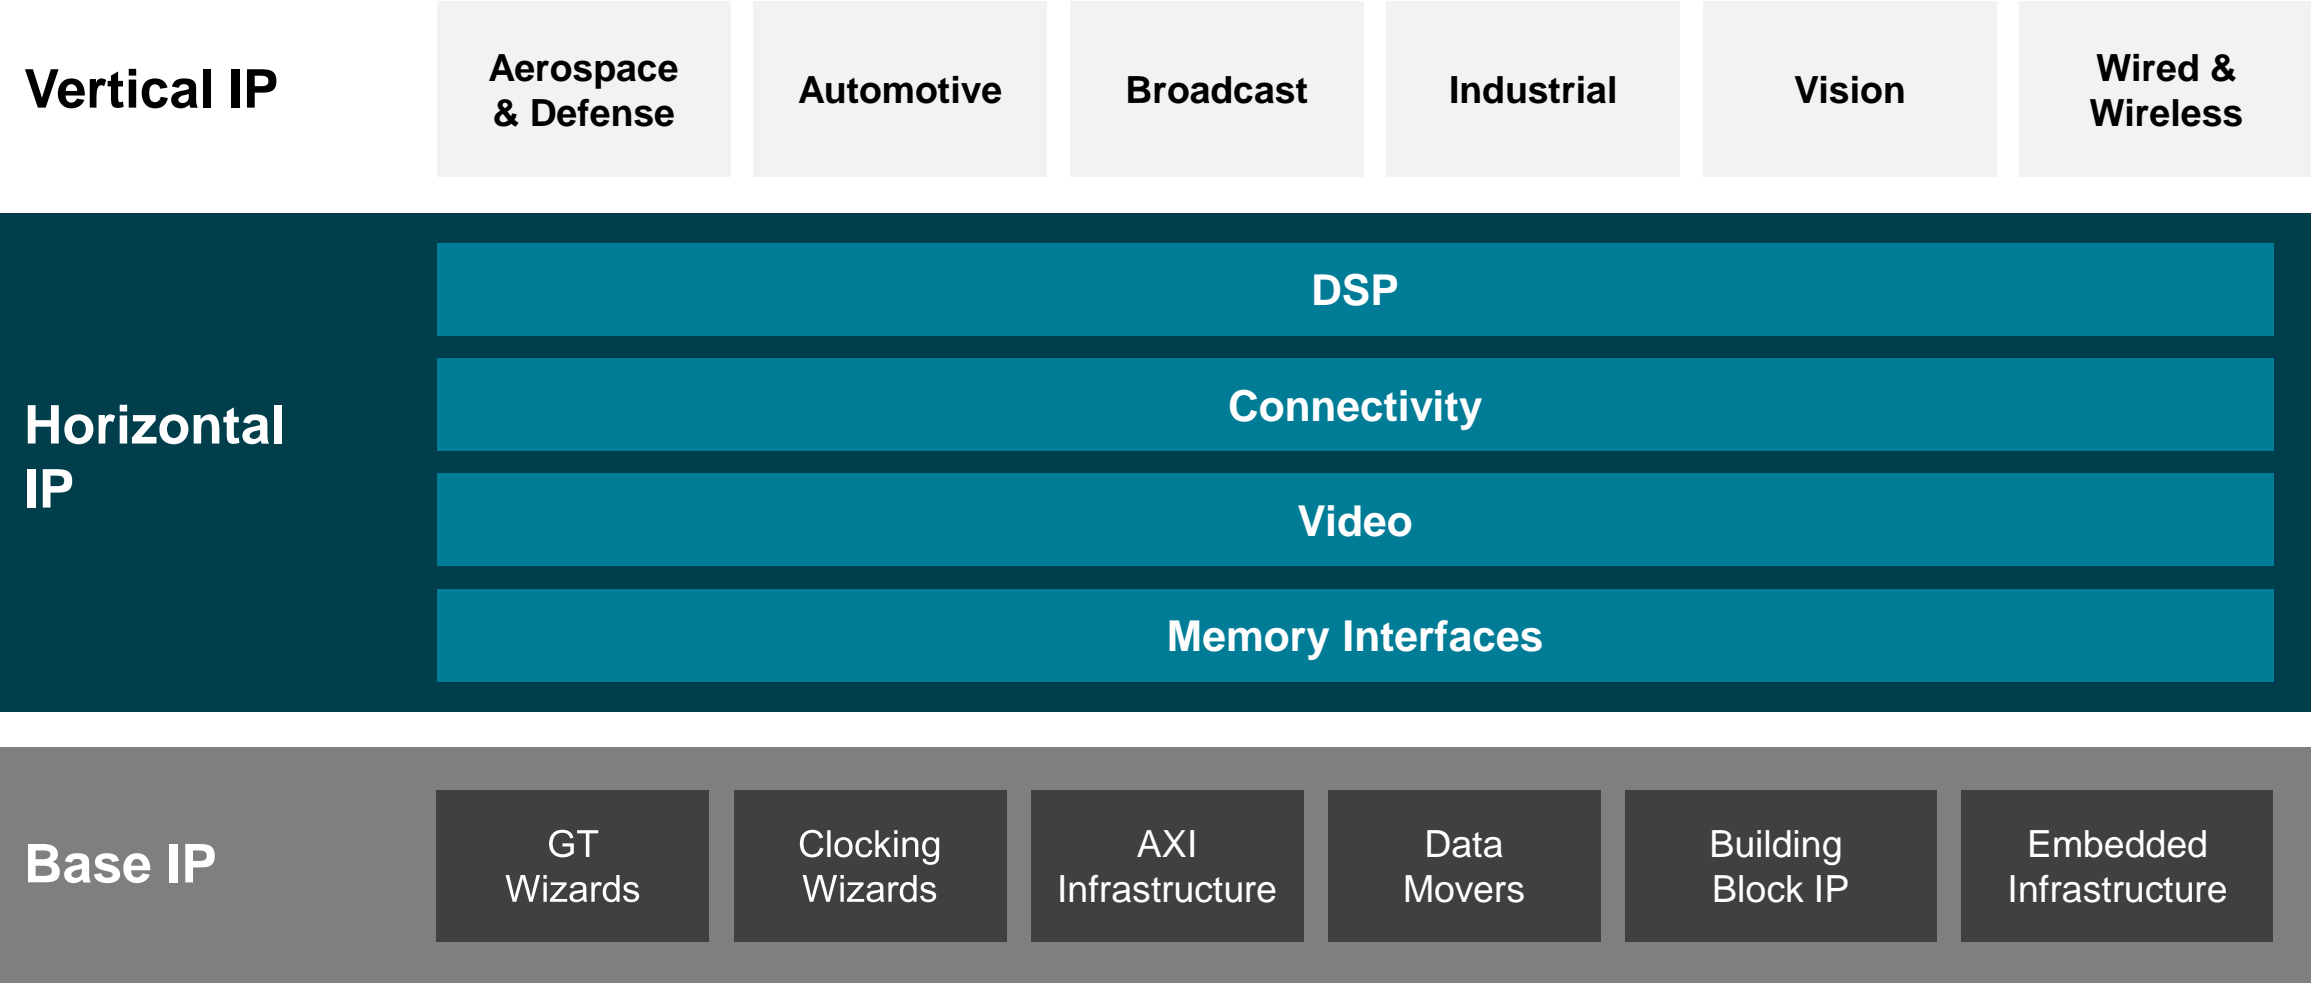 Vertical IP
Aerospace
& Defense
Automotive
Broadcast
Industrial
Vision
Wired &
Wireless
Horizontal
IP
DSP
Connectivity
Video
Memory Interfaces
Base IP
GT
Wizards
Clocking
Wizards
AXI
Infrastructure
Data
Movers
Building
Block IP
Embedded
Infrastructure